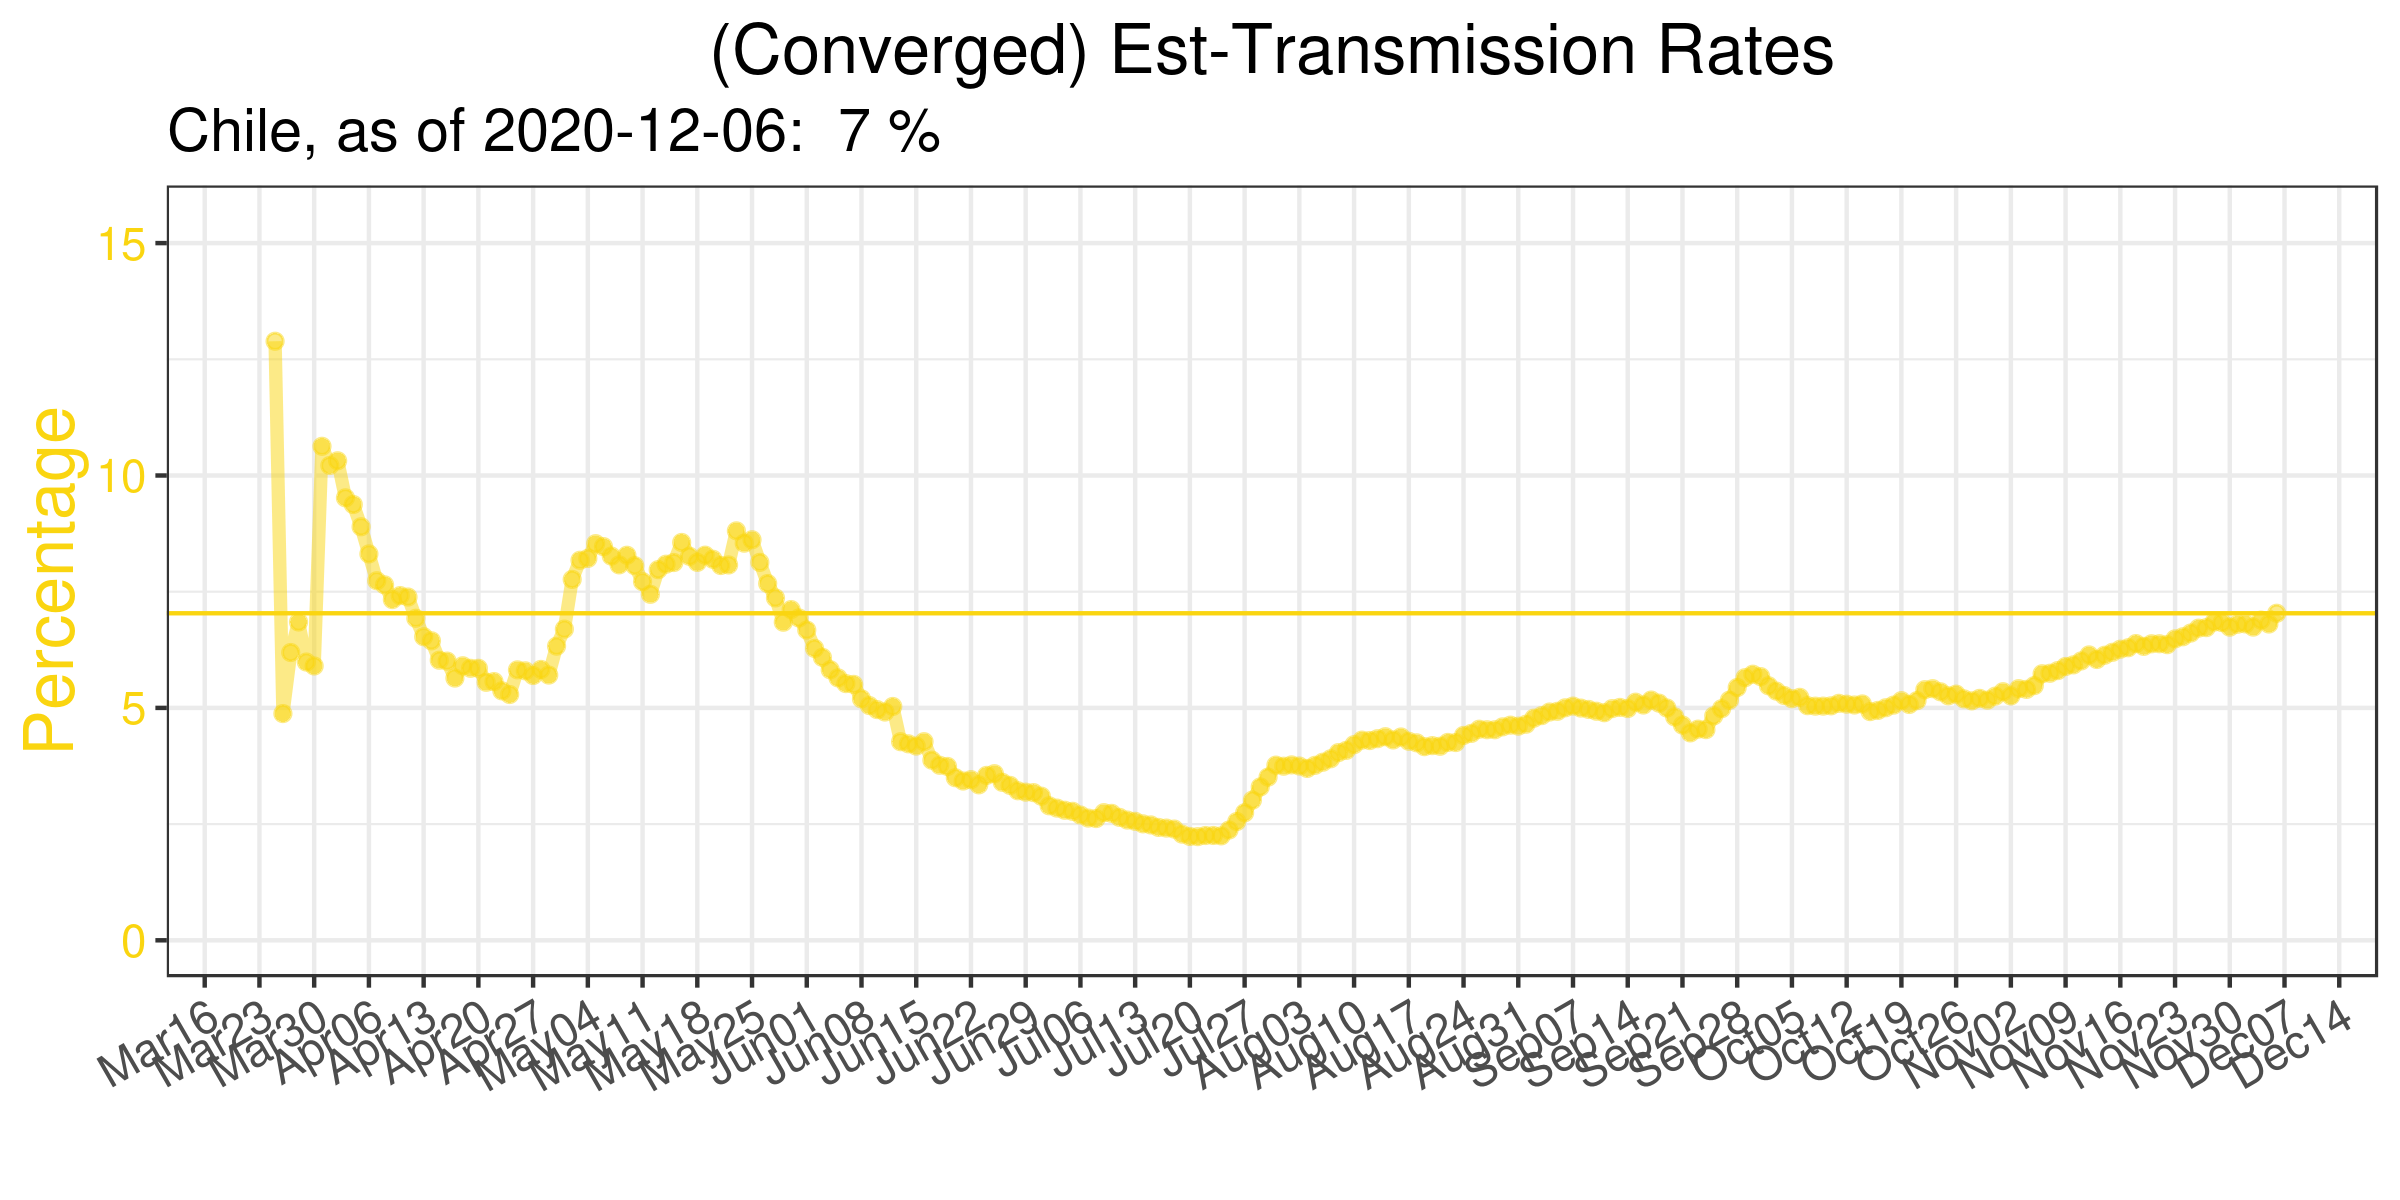 (Converged) Est-Transmission Rates
Chile, as of 2020-12-06:  7 %
Percentage
15
10
5
0
Mar16
Mar23
Mar30
Apr06
Apr13
Apr20
Apr27
May04
May11
May18
May25
Jun01
Jun08
Jun15
Jun22
Jun29
Jul06
Jul13
Jul20
Jul27
Aug03
Aug10
Aug17
Aug24
Aug31
Sep07
Sep14
Sep21
Sep28
Oct05
Oct12
Oct19
Oct26
Nov02
Nov09
Nov16
Nov23
Nov30
Dec07
Dec14